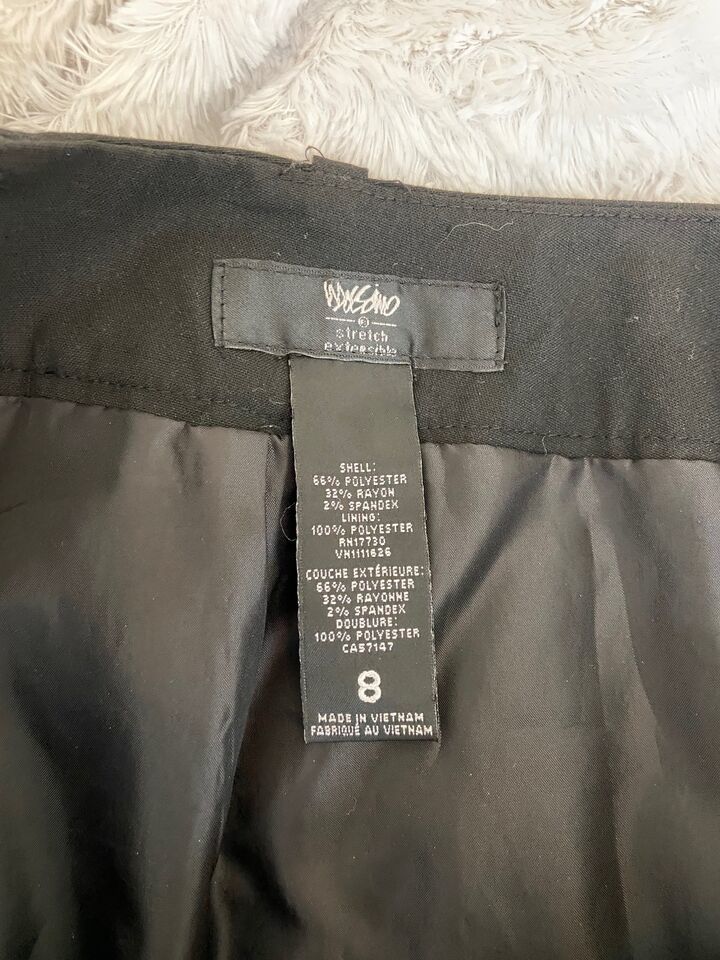 mossimo
®
stretch
extensible
SHELL:
66% POLYESTER
32% RAYON
2% SPANDEX
LINING:
100% POLYESTER
RN17730
VN1111626
COUCHE EXTÉRIEURE:
66% POLYESTER
32% RAYONNE
2% SPANDEX
DOUBLURE:
100% POLYESTER
CA57147
8
MADE IN VIETNAM
FABRIQUÉ AU VIETNAM